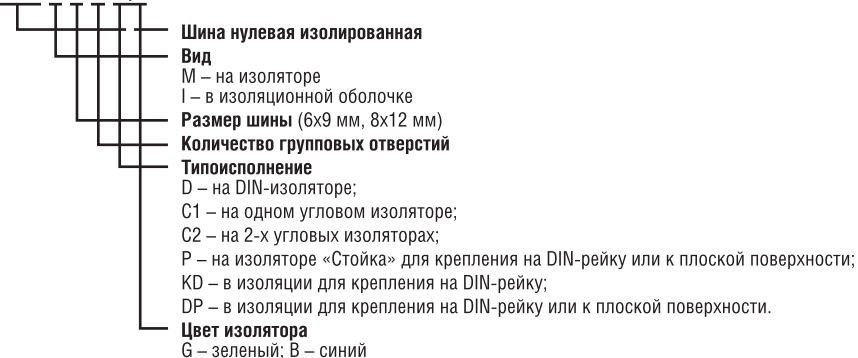 Шина нулевая изолированная
Вид
M – на изоляторе
I – в изоляционной оболочке
Размер шины (6х9 мм, 8х12 мм)
Количество групповых отверстий
Типоисполнение
D – на DIN-изоляторе;
C1 – на одном угловом изоляторе;
C2 – на 2-х угловых изоляторах;
P – на изоляторе «Стойка» для крепления на DIN-рейку или к плоской поверхности;
KD – в изоляции для крепления на DIN-рейку;
DP – в изоляции для крепления на DIN-рейку или к плоской поверхности.
Цвет изолятора
G – зеленый; B – синий